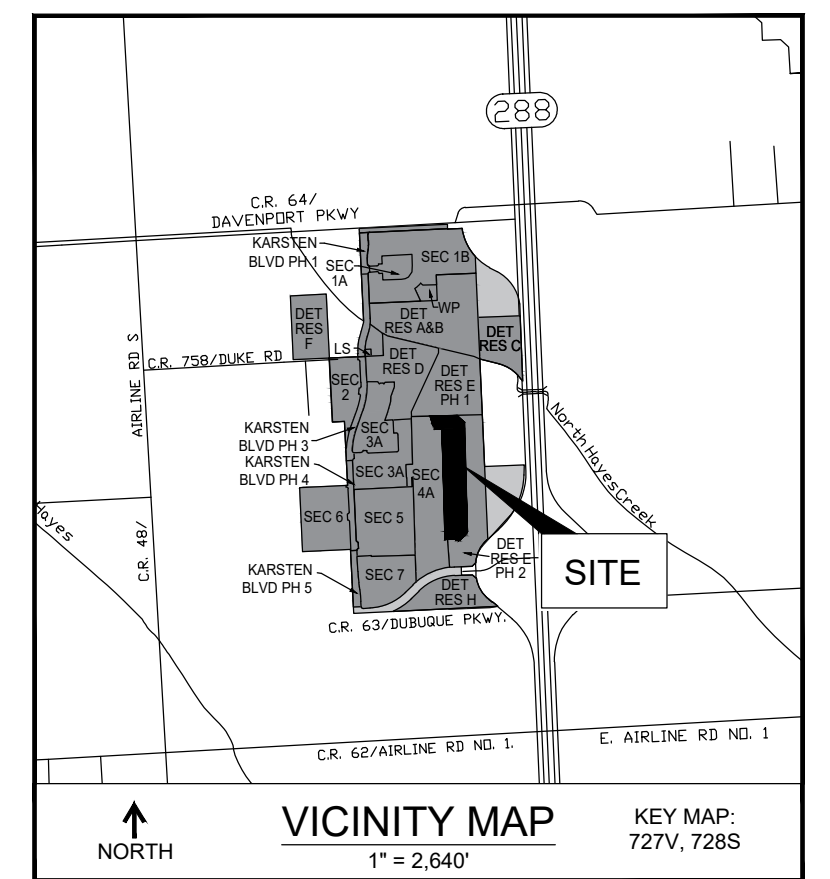 288
C.R. 64/
DAVENPORT PKWY
KARSTEN
BLVD PH 1
SEC
1A
SEC 1B
WP
DET
RES A&B
DET
RES C
DET
RES
F
LS
C.R. 758/DUKE RD
DET
RES D
DET
RES E
PH 1
SEC
2
AIRLINE RD S
C.R. 48/
KARSTEN
BLVD PH 3
SEC
3A
KARSTEN
BLVD PH 4
SEC 3A
SEC
4A
North Hayes Creek
Hayes
SEC 6
SEC 5
DET
RES E
PH 2
SITE
KARSTEN
BLVD PH 5
SEC 7
DET
RES H
C.R. 63/DUBUQUE PKWY.
C.R. 62/AIRLINE RD NO. 1.
E. AIRLINE RD NO. 1
NORTH
VICINITY MAP
1" = 2,640'
KEY MAP:
727V, 728S